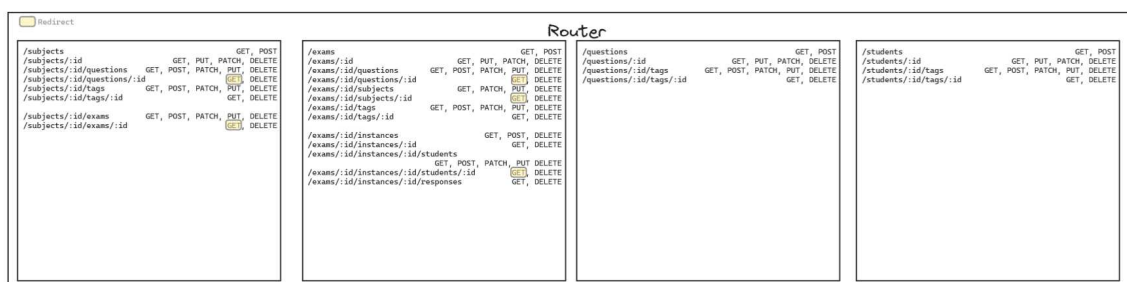 Redirect
Router
/subjects GET, POST
/subjects/:id GET, PUT, PATCH, DELETE
/subjects/:id/questions GET, POST, PATCH, PUT, DELETE
/subjects/:id/questions/:id GET, DELETE
/subjects/:id/tags GET, POST, PATCH, PUT, DELETE
/subjects/:id/tags/:id GET, DELETE
/subjects/:id/exams GET, POST, PATCH, PUT, DELETE
/subjects/:id/exams/:id GET, DELETE
/exams GET, POST
/exams/:id GET, PUT, PATCH, DELETE
/exams/:id/questions GET, POST, PATCH, PUT, DELETE
/exams/:id/questions/:id GET, DELETE
/exams/:id/subjects GET, PATCH, PUT, DELETE
/exams/:id/subjects/:id GET, DELETE
/exams/:id/tags GET, POST, PATCH, PUT, DELETE
/exams/:id/tags/:id GET, DELETE
/exams/:id/instances GET, POST, DELETE
/exams/:id/instances/:id GET, DELETE
/exams/:id/instances/:id/students
GET, POST, PATCH, PUT DELETE
/exams/:id/instances/:id/students/:id GET, DELETE
/exams/:id/instances/:id/responses GET, DELETE
/questions GET, POST
/questions/:id GET, PUT, PATCH, DELETE
/questions/:id/tags GET, POST, PATCH, PUT, DELETE
/questions/:id/tags/:id GET, DELETE
/students GET, POST
/students/:id GET, PUT, PATCH, DELETE
/students/:id/tags GET, POST, PATCH, PUT, DELETE
/students/:id/tags/:id GET, DELETE